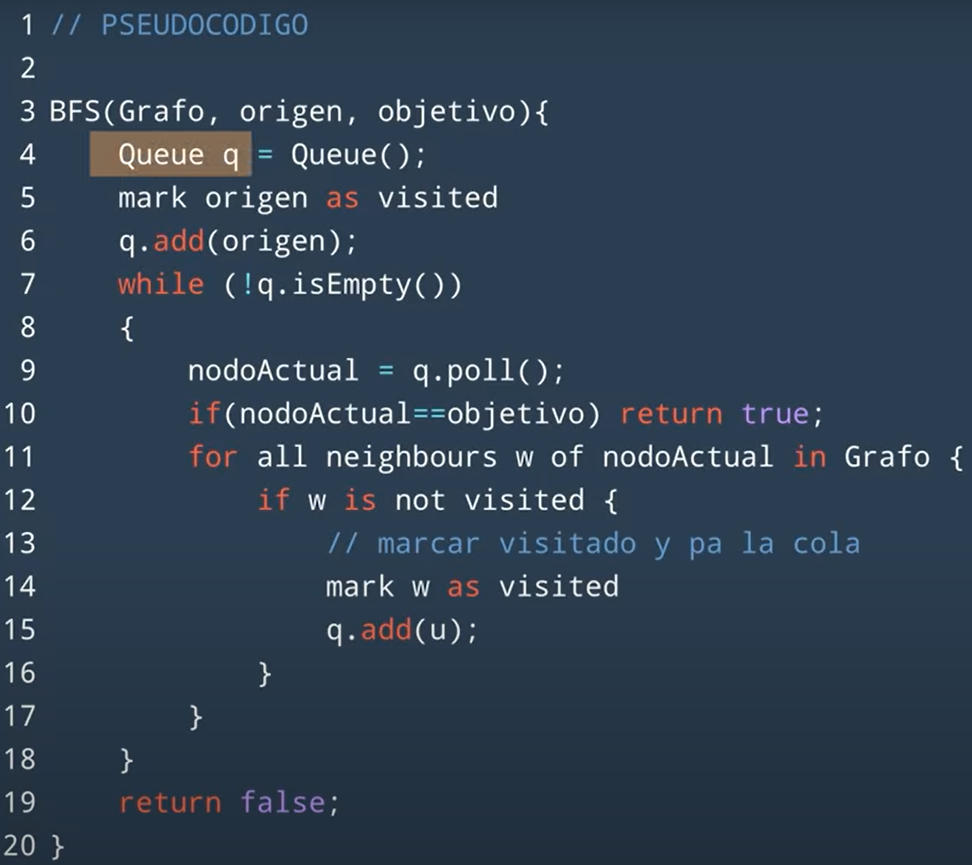 1 // PSEUDOCODIGO
2
3 BFS(Grafo, origen, objetivo){
4     Queue q = Queue();
5     mark origen as visited
6     q.add(origen);
7     while (!q.isEmpty())
8     {
9         nodoActual = q.poll();
10         if(nodoActual==objetivo) return true;
11         for all neighbours w of nodoActual in Grafo {
12             if w is not visited {
13                 // marcar visitado y pa la cola
14                 mark w as visited
15                 q.add(u);
16             }
17         }
18     }
19     return false;
20 }